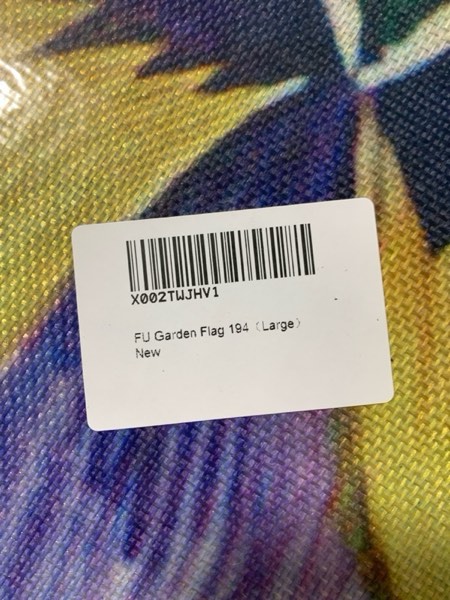 X002TWJHV1
FU Garden Flag 194（Large）
New